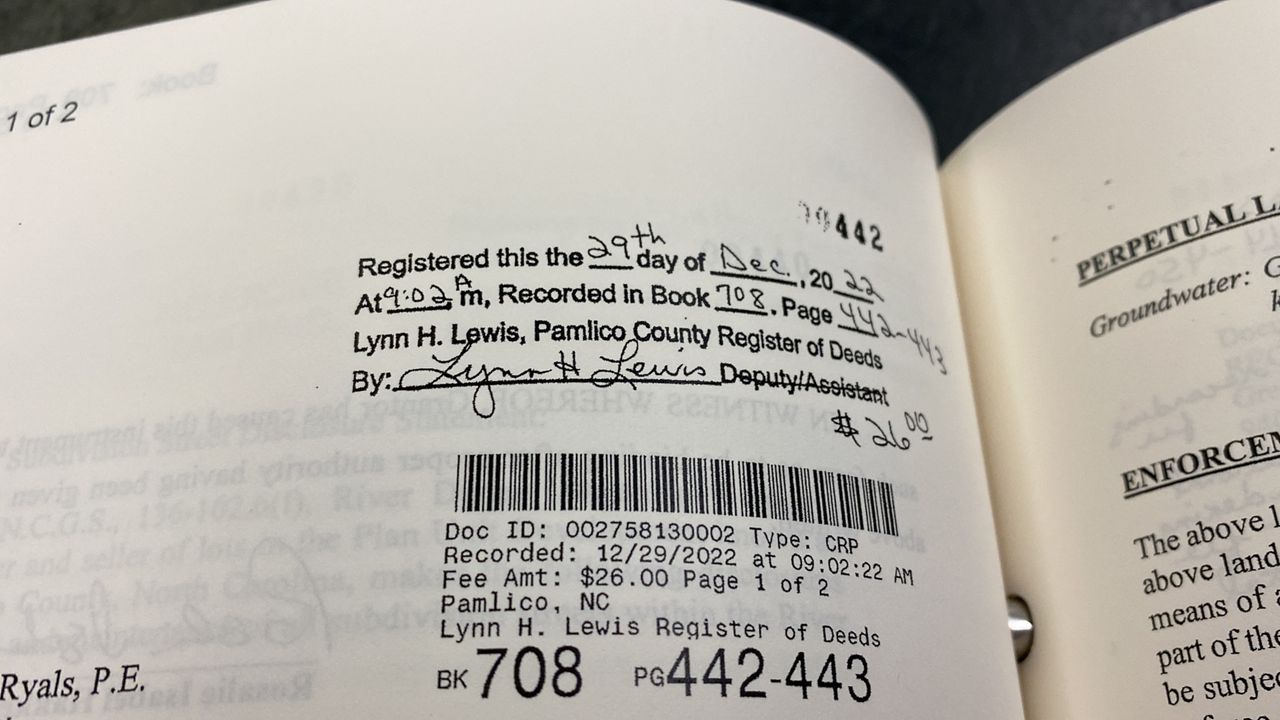 1 of 2
442
Registered this the 29th day of Dec., 2022
At 9:02 Am, Recorded in Book 708, Page 442-443
Lynn H. Lewis, Pamlico County Register of Deeds
By: Lynn H Lewis Deputy/Assistant
$ 26.00
Doc ID: 002758130002 Type: CRP
Recorded: 12/29/2022 at 09:02:22 AM
Fee Amt: $26.00 Page 1 of 2
Pamlico, NC
Lynn H. Lewis Register of Deeds
BK 708 PG 442-443
Ryals, P.E.
PERPETUAL LA
Groundwater: G
ENFORCEM
The above l
above land
means of a
part of the
be subjec